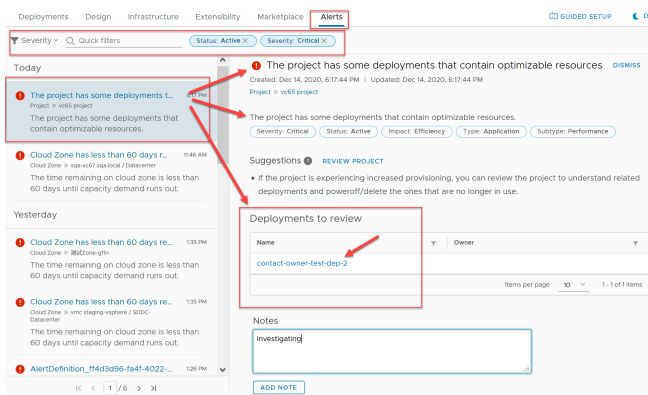 Deployments Design Infrastructure Extensibility Marketplace Alerts GUIDED SETUP
Severity Quick filters Status: Active X Severity: Critical X
Today
The project has some deployments t... 6:17 PM
Project » vc65 project
The project has some deployments that
contain optimizable resources.
Cloud Zone has less than 60 days r... 11:46 AM
Cloud Zone » sqa-vc67.sqa.local / Datacenter
The time remaining on cloud zone is less than
60 days until capacity demand runs out.
Yesterday
Cloud Zone has less than 60 days re... 1:35 PM
Cloud Zone » 测试Zone-gftn
The time remaining on cloud zone is less than
60 days until capacity demand runs out.
Cloud Zone has less than 60 days re... 1:35 PM
Cloud Zone » vmc staging-vsphere / SDDC-
Datacenter
The time remaining on cloud zone is less than
60 days until capacity demand runs out.
AlertDefinition_ff4d3d96-fa4f-4022-... 1:26 PM
1 / 6
The project has some deployments that contain optimizable resources DISMISS
Created: Dec 14, 2020, 6:17:44 PM | Updated: Dec 14, 2020, 6:17:44 PM
Project » vc65 project
The project has some deployments that contain optimizable resources.
Severity: Critical Status: Active Impact: Efficiency Type: Application Subtype: Performance
Suggestions REVIEW PROJECT
• If the project is experiencing increased provisioning, you can review the project to understand related
deployments and poweroff/delete the ones that are no longer in use.
Deployments to review
Name Owner
contact-owner-test-dep-2
Items per page 10 1 - 1 of 1 items
Notes
Investigating
ADD NOTE